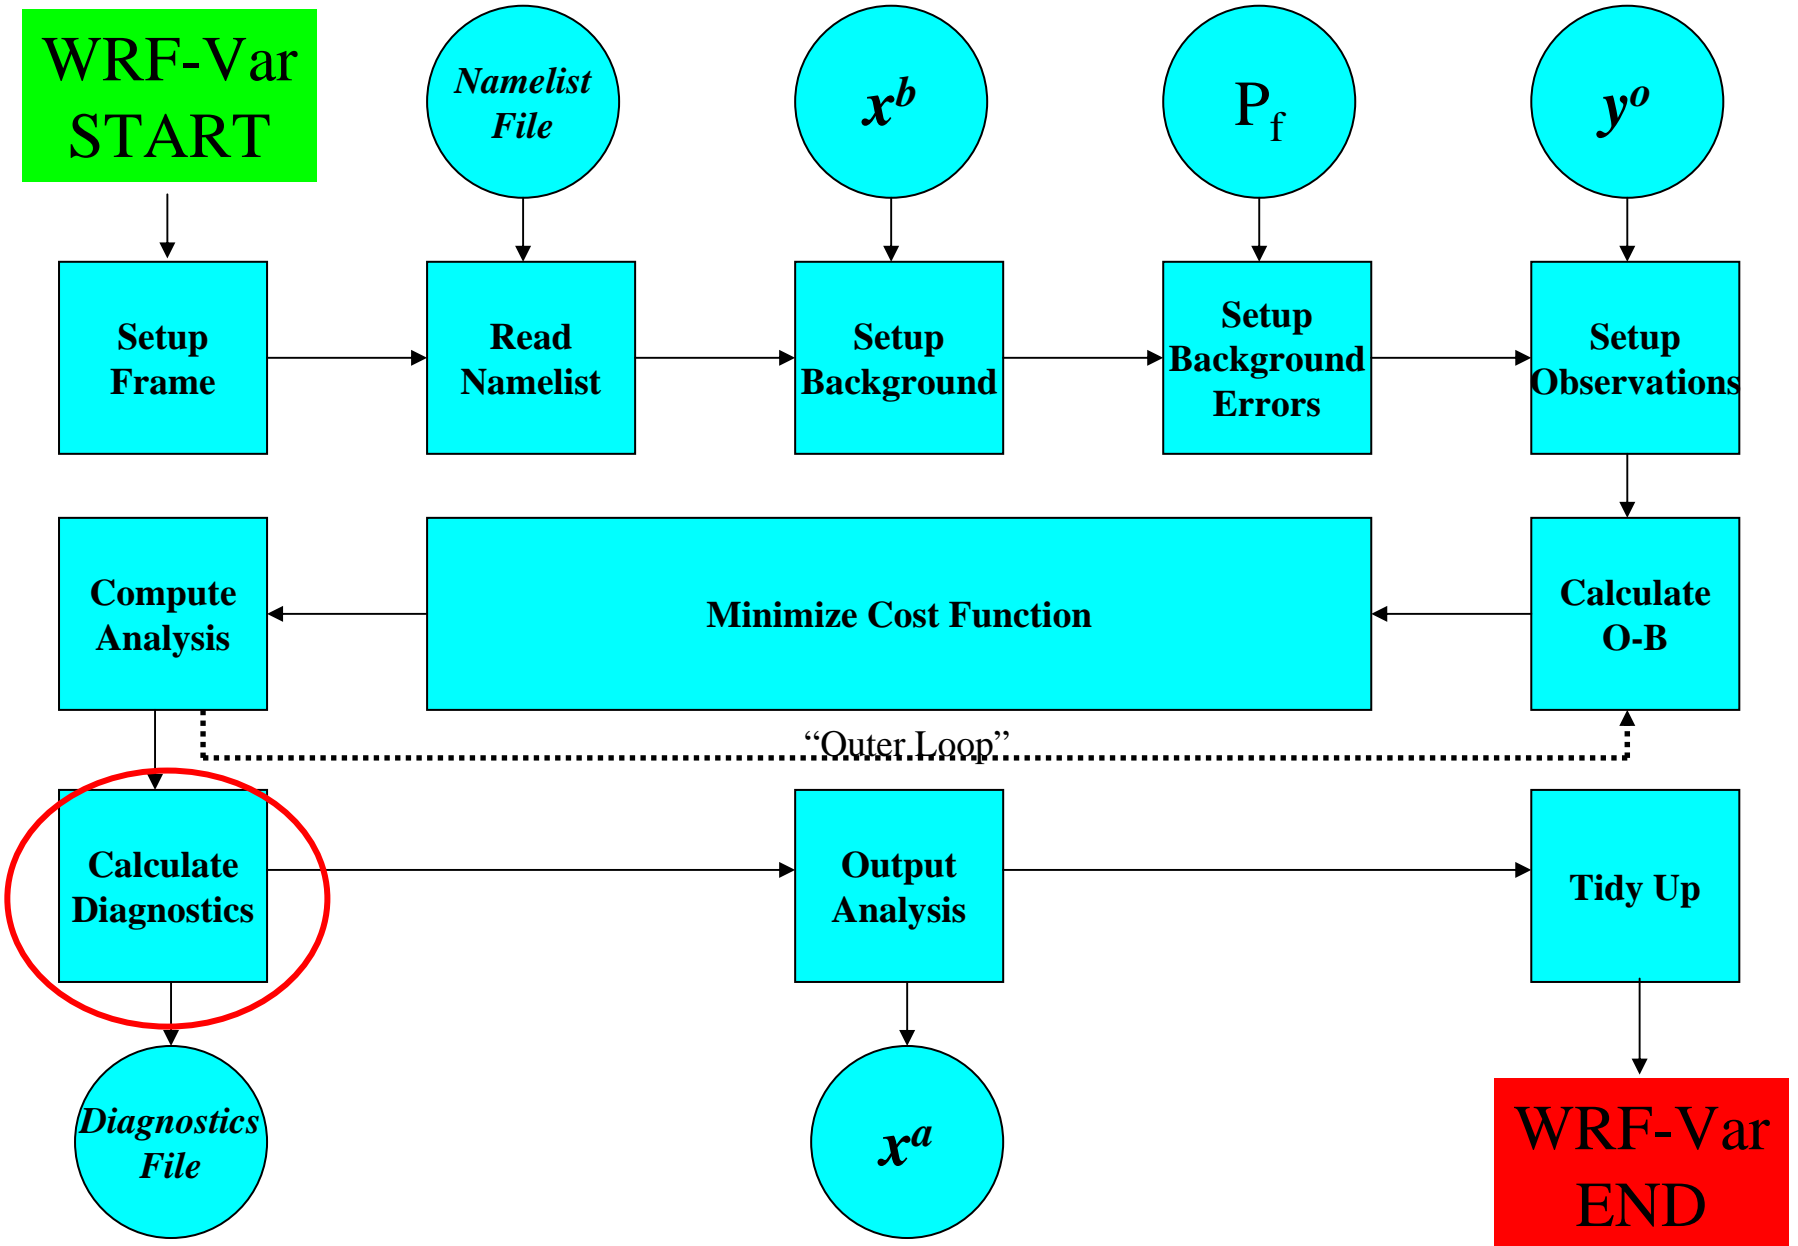 WRF-Var
START
Namelist
File
x^b
P_f
y^o
Setup
Frame
Read
Namelist
Setup
Background
Setup
Background
Errors
Setup
Observations
Compute
Analysis
Minimize Cost Function
Calculate
O-B
“Outer Loop”
Calculate
Diagnostics
Output
Analysis
Tidy Up
Diagnostics
File
x^a
WRF-Var
END